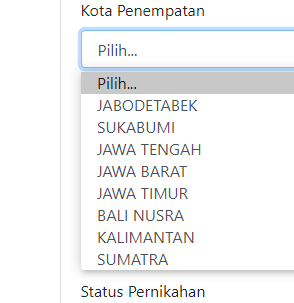 Kota Penempatan
Pilih...
Pilih...
JABODETABEK
SUKABUMI
JAWA TENGAH
JAWA BARAT
JAWA TIMUR
BALI NUSRA
KALIMANTAN
SUMATRA
Status Pernikahan